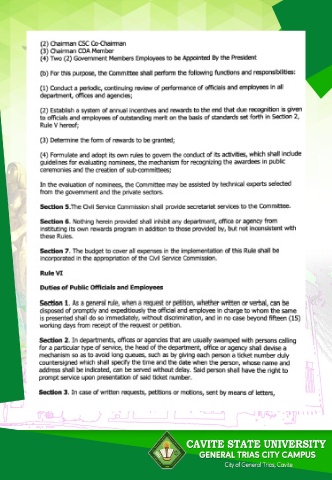 (2) Chairman CSC Co-Chairman
(3) Chairman COA Member
(4) Two (2) Government Members Employees to be Appointed By the President
(b) For this purpose, the Committee shall perform the following functions and responsibilities:
(1) Conduct a periodic, continuing review of performance of officials and employees in all
department, offices and agencies;
(2) Establish a system of annual incentives and rewards to the end that due recognition is given
to officials and employees of outstanding merit on the basis of standards set forth in Section 2,
Rule V hereof;
(3) Determine the form of rewards to be granted;
(4) Formulate and adopt its own rules to govern the conduct of its activities, which shall include
guidelines for evaluating nominees, the mechanism for recognizing the awardees in public
ceremonies and the creation of sub-committees;
In the evaluation of nominees, the Committee may be assisted by technical experts selected
from the government and the private sectors.
Section 5.The Civil Service Commission shall provide secretariat services to the Committee.
Section 6. Nothing herein provided shall inhibit any department, office or agency from
instituting its own rewards program in addition to those provided by, but not inconsistent with
these Rules.
Section 7. The budget to cover all expenses in the implementation of this Rule shall be
incorporated in the appropriation of the Civil Service Commission.
Rule VI
Duties of Public Officials and Employees
Section 1. As a general rule, when a request or petition, whether written or verbal, can be
disposed of promptly and expeditiously the official and employee in charge to whom the same
is presented shall do so immediately, without discrimination, and in no case beyond fifteen (15)
working days from receipt of the request or petition.
Section 2. In departments, offices or agencies that are usually swamped with persons calling
for a particular type of service, the head of the department, office or agency shall devise a
mechanism so as to avoid long queues, such as by giving each person a ticket number duly
countersigned which shall specify the time and the date when the person, whose name and
address shall be indicated, can be served without delay. Said person shall have the right to
prompt service upon presentation of said ticket number.
Section 3. In case of written requests, petitions or motions, sent by means of letters,
CAVITE STATE UNIVERSITY
GENERAL TRIAS CITY CAMPUS
City of General Trias, Cavite